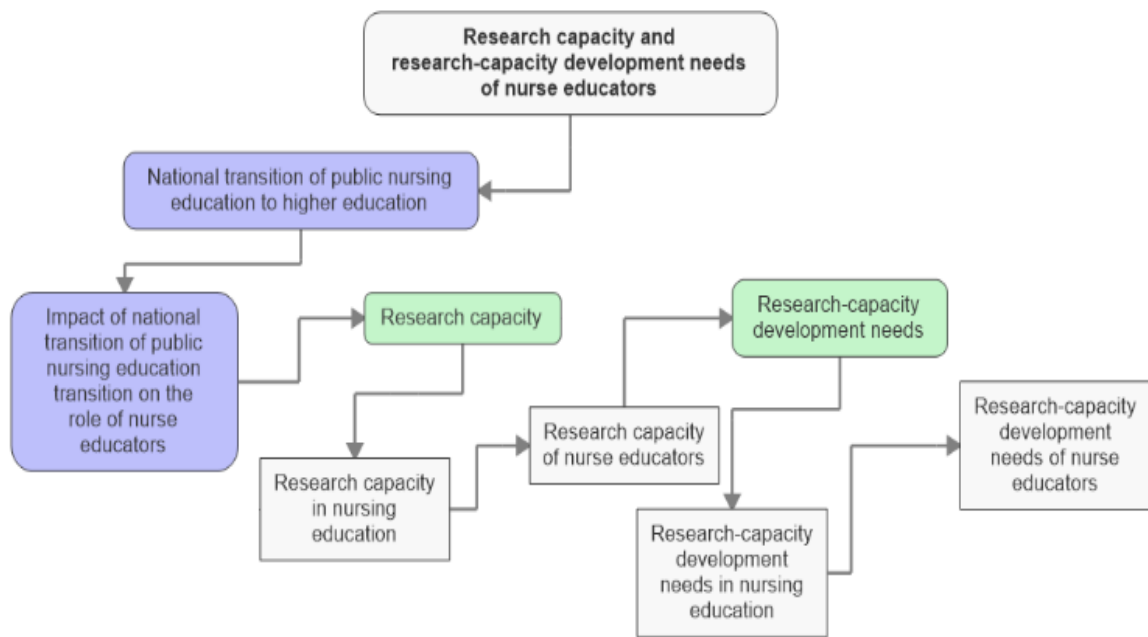 Research capacity and
research-capacity development needs
of nurse educators
National transition of public nursing
education to higher education
Impact of national
transition of public
nursing education
transition on the
role of nurse
educators
Research capacity
Research capacity
in nursing
education
Research capacity
of nurse educators
Research-capacity
development needs
Research-capacity
development
needs in nursing
education
Research-capacity
development
needs of nurse
educators